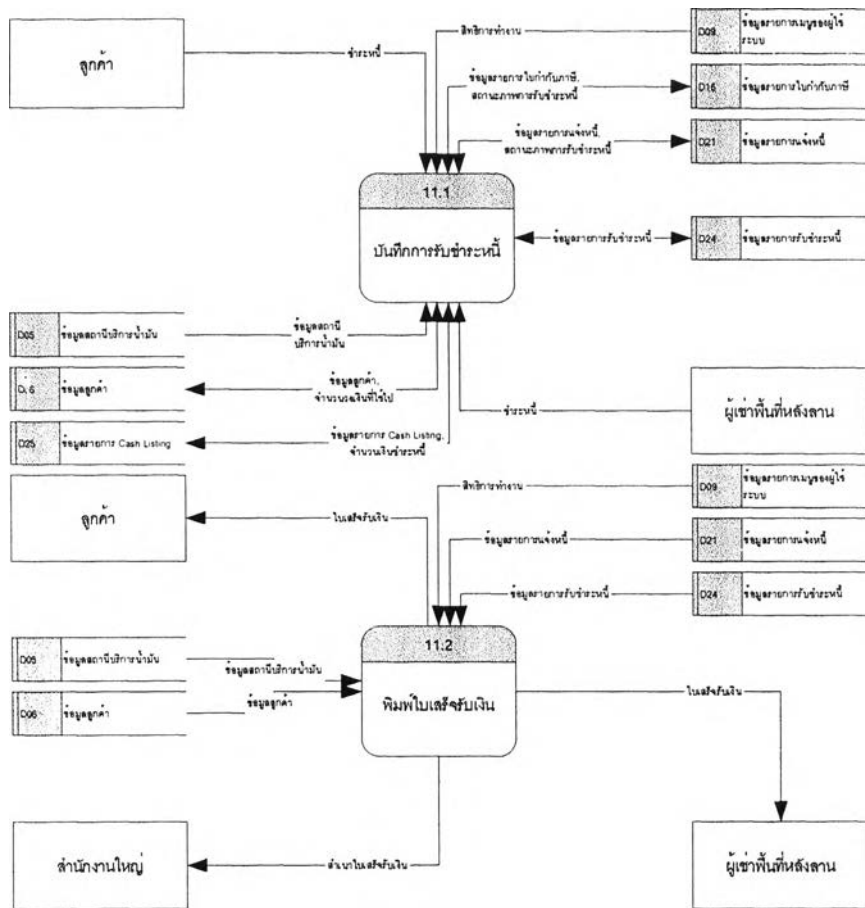 ลูกค้า
ชำระหนี้
สิทธิการทำงาน
D09
ข้อมูลรายการเมนูของผู้ใช้
ระบบ
ข้อมูลรายการใบกำกับภาษี,
สถานะภาพการรับชำระหนี้
D16
ข้อมูลรายการใบกำกับภาษี
ข้อมูลรายการแจ้งหนี้,
สถานะภาพการรับชำระหนี้
D21
ข้อมูลรายการแจ้งหนี้
11.1
บันทึกการรับชำระหนี้
ข้อมูลรายการรับชำระหนี้
D24
ข้อมูลรายการรับชำระหนี้
D05
ข้อมูลสถานีบริการน้ำมัน
ข้อมูลสถานี
บริการน้ำมัน
ข้อมูลลูกค้า
ข้อมูลลูกค้า,
จำนวนวงเงินที่ใช้ไป
D25
ข้อมูลรายการ Cash Listing
ข้อมูลรายการ Cash Listing,
จำนวนเงินชำระหนี้
ชำระหนี้
ผู้เช่าพื้นที่หลังลาน
ลูกค้า
ใบเสร็จรับเงิน
สิทธิการทำงาน
D09
ข้อมูลรายการเมนูของผู้ใช้
ระบบ
ข้อมูลรายการแจ้งหนี้
D21
ข้อมูลรายการแจ้งหนี้
ข้อมูลรายการรับชำระหนี้
D24
ข้อมูลรายการรับชำระหนี้
11.2
พิมพ์ใบเสร็จรับเงิน
D05
ข้อมูลสถานีบริการน้ำมัน
ข้อมูลสถานีบริการน้ำมัน
D06
ข้อมูลลูกค้า
ข้อมูลลูกค้า
ใบเสร็จรับเงิน
สำนักงานใหญ่
สำเนาใบเสร็จรับเงิน
ผู้เช่าพื้นที่หลังลาน